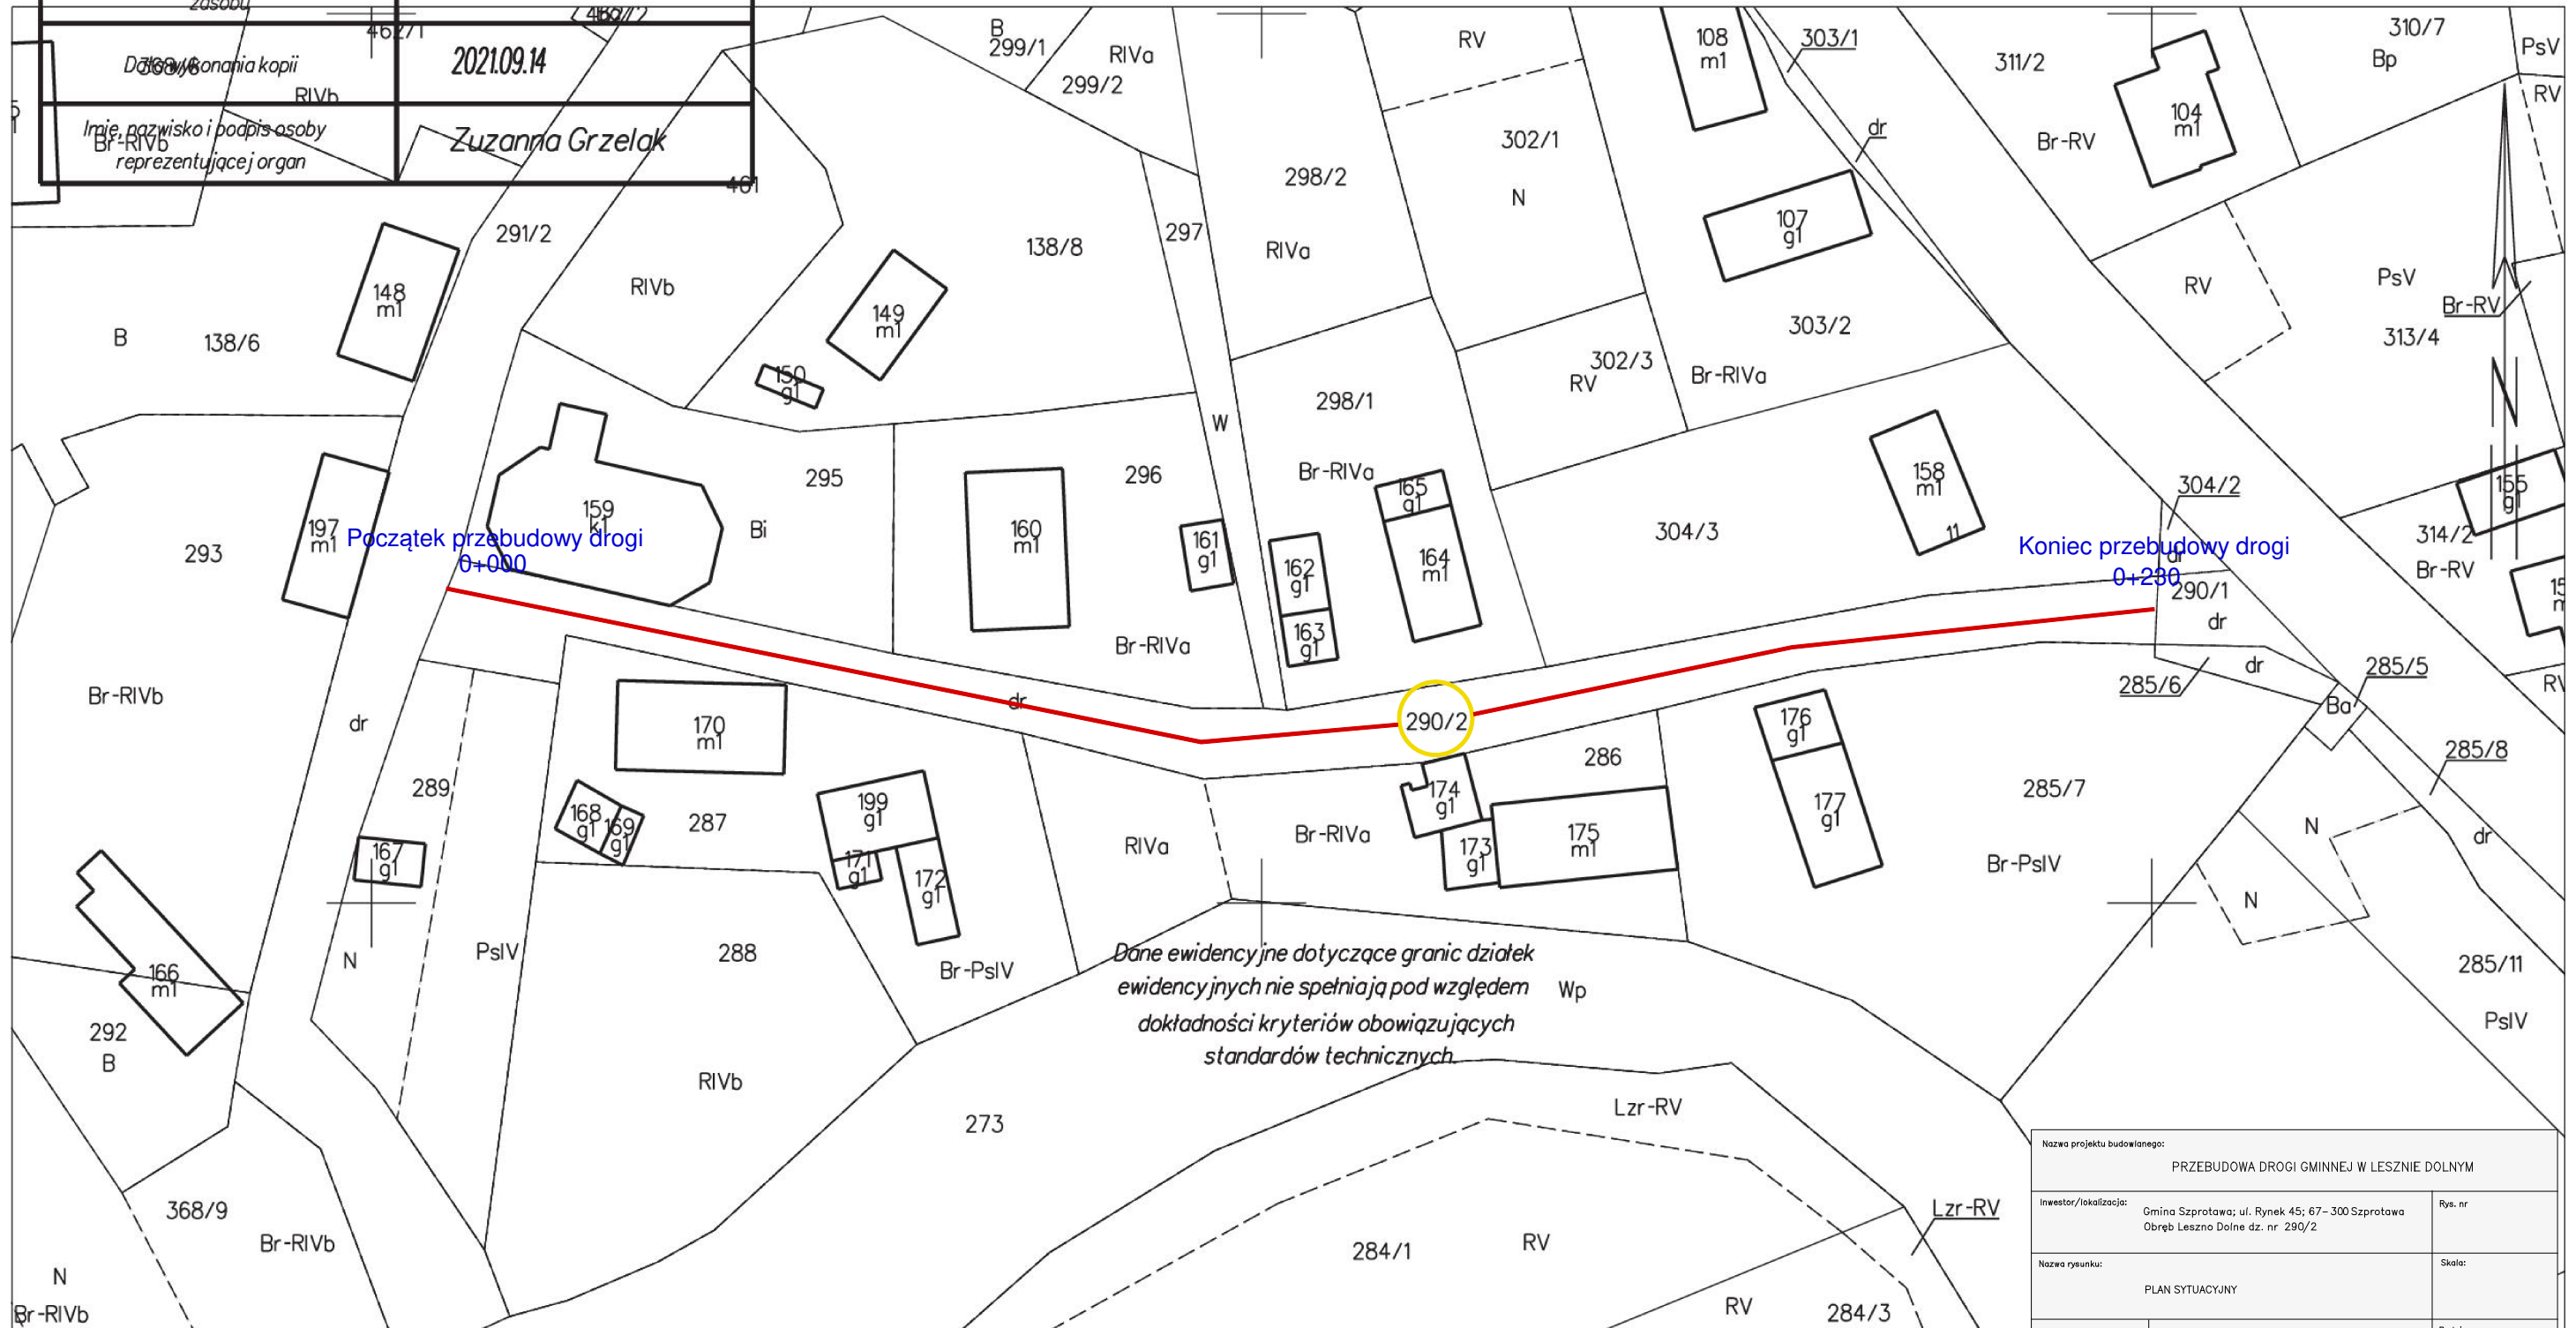 zasobu
462/1
368/6
Data wykonania kopii
2021.09.14
RIVb
Imię, nazwisko i podpis osoby
reprezentującej organ
Br-RIVb
Zuzanna Grzelak
461
B
299/1
RIVa
299/2
RV
108
m1
303/1
311/2
310/7
Bp
PsV
RV
104
m1
dr
302/1
Br-RV
298/2
N
291/2
138/8
297
RIVa
107
g1
RIVb
148
m1
149
m1
RV
PsV
Br-RV
B
138/6
303/2
313/4
150
g1
302/3
RV
Br-RIVa
298/1
W
295
296
Br-RIVa
165
g1
158
m1
11
304/2
155
g1
159
k1
Bi
160
m1
161
g1
162
g1
164
m1
304/3
314/2
293
197
m1
Początek przebudowy drogi
0+000
Koniec przebudowy drogi
dr
0+230
290/1
Br-RV
163
g1
Br-RIVa
dr
Br-RIVb
dr
dr
290/2
285/6
dr
285/5
RV
Ba
170
m1
176
g1
286
285/8
289
168
g1
169
g1
287
199
g1
174
g1
285/7
177
g1
N
dr
RIVa
Br-RIVa
173
g1
175
m1
Br-PsIV
167
g1
171
g1
172
g1
N
166
m1
N
PsIV
288
Br-PsIV
Dane ewidencyjne dotyczące granic działek
ewidencyjnych nie spełniają pod względem
dokładności kryteriów obowiązujących
standardów technicznych.
Wp
285/11
PsIV
292
B
RIVb
273
Lzr-RV
368/9
Br-RIVb
Lzr-RV
284/1
RV
N
Br-RIVb
RV
284/3
N
Nazwa projektu budowlanego:
PRZEBUDOWA DROGI GMINNEJ W LESZNIE DOLNYM
Inwestor/lokalizacja:
Gmina Szprotawa; ul. Rynek 45; 67-300 Szprotawa
Obręb Leszno Dolne dz. nr 290/2
Rys. nr
Nazwa rysunku:
PLAN SYTUACYJNY
Skala: